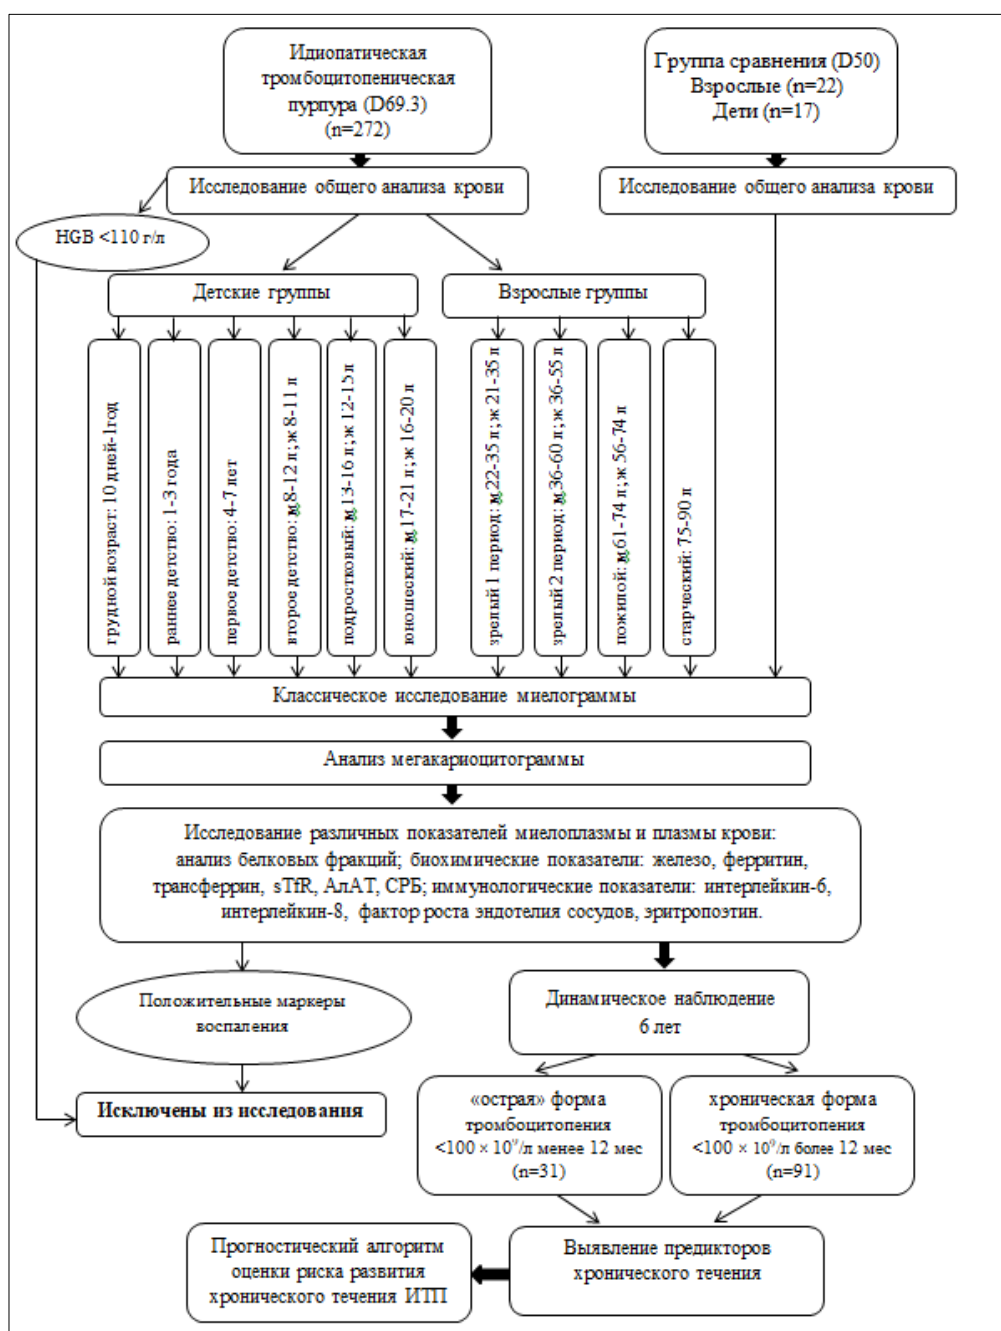 Идиопатическая
тромбоцитопеническая
пурпура (D69.3)
(n=272)
Группа сравнения (D50)
Взрослые (n=22)
Дети (n=17)
Исследование общего анализа крови
Исследование общего анализа крови
HGB <110 г/л
Детские группы
Взрослые группы
грудной возраст: 10 дней-1год
раннее детство: 1-3 года
первое детство: 4-7 лет
второе детство: м8-12 л; ж 8-11 л
подростковый: м13-16 л; ж 12-15л
юношеский: м17-21 л; ж 16-20 л
зрелый 1 период: м22-35 л; ж 21-35 л
зрелый 2 период: м36-60 л; ж 36-55 л
пожилой: м61-74 л; ж 56-74 л
старческий: 75-90 л
Классическое исследование миелограммы
Анализ мегакариоцитограммы
Исследование различных показателей миелоплазмы и плазмы крови:
анализ белковых фракций; биохимические показатели: железо, ферритин,
трансферрин, sTfR, АлАТ, СРБ; иммунологические показатели: интерлейкин-6,
интерлейкин-8, фактор роста эндотелия сосудов, эритропоэтин.
Положительные маркеры
воспаления
Динамическое наблюдение
6 лет
Исключены из исследования
«острая» форма
тромбоцитопения
<100 × 10⁹/л менее 12 мес
(n=31)
хроническая форма
тромбоцитопения
<100 × 10⁹/л более 12 мес
(n=91)
Прогностический алгоритм
оценки риска развития
хронического течения ИТП
Выявление предикторов
хронического течения